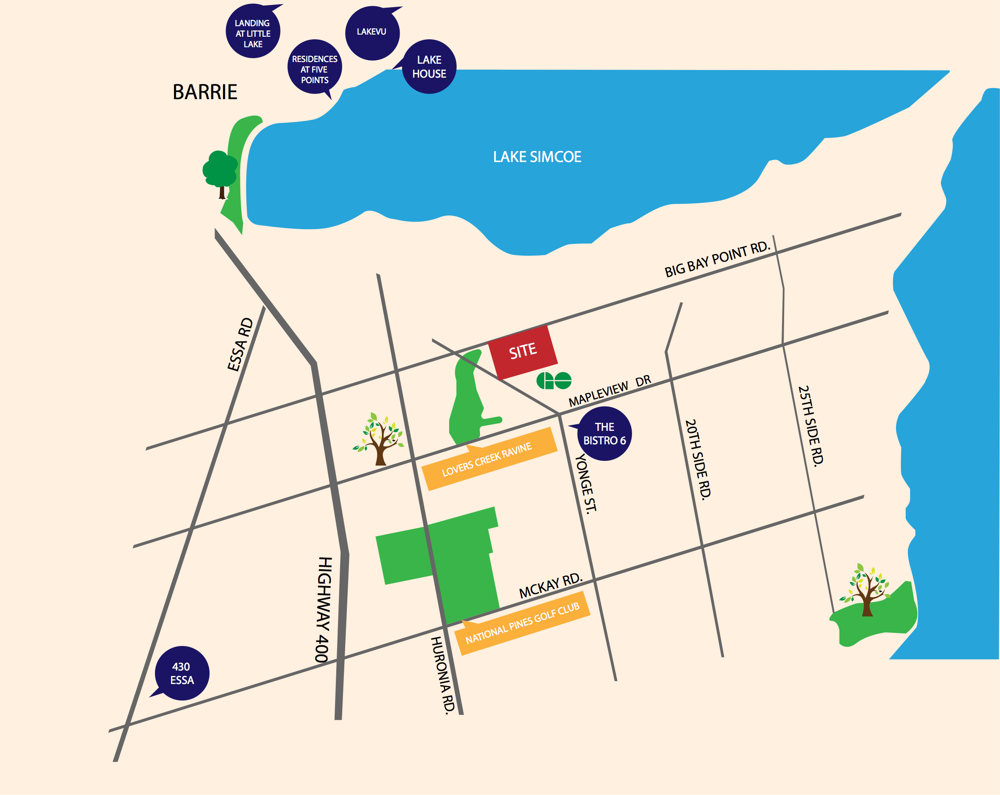 LANDING
AT LITTLE
LAKE
LAKEVU
RESIDENCES
AT FIVE
POINTS
LAKE
HOUSE
BARRIE
LAKE SIMCOE
BIG BAY POINT RD.
ESSA RD
SITE
MAPLEVIEW DR
THE
BISTRO 6
25TH SIDE RD.
20TH SIDE RD.
LOVERS CREEK RAVINE
YONGE ST.
HIGHWAY 400
MCKAY RD.
NATIONAL PINES GOLF CLUB
HURONIA RD.
430
ESSA